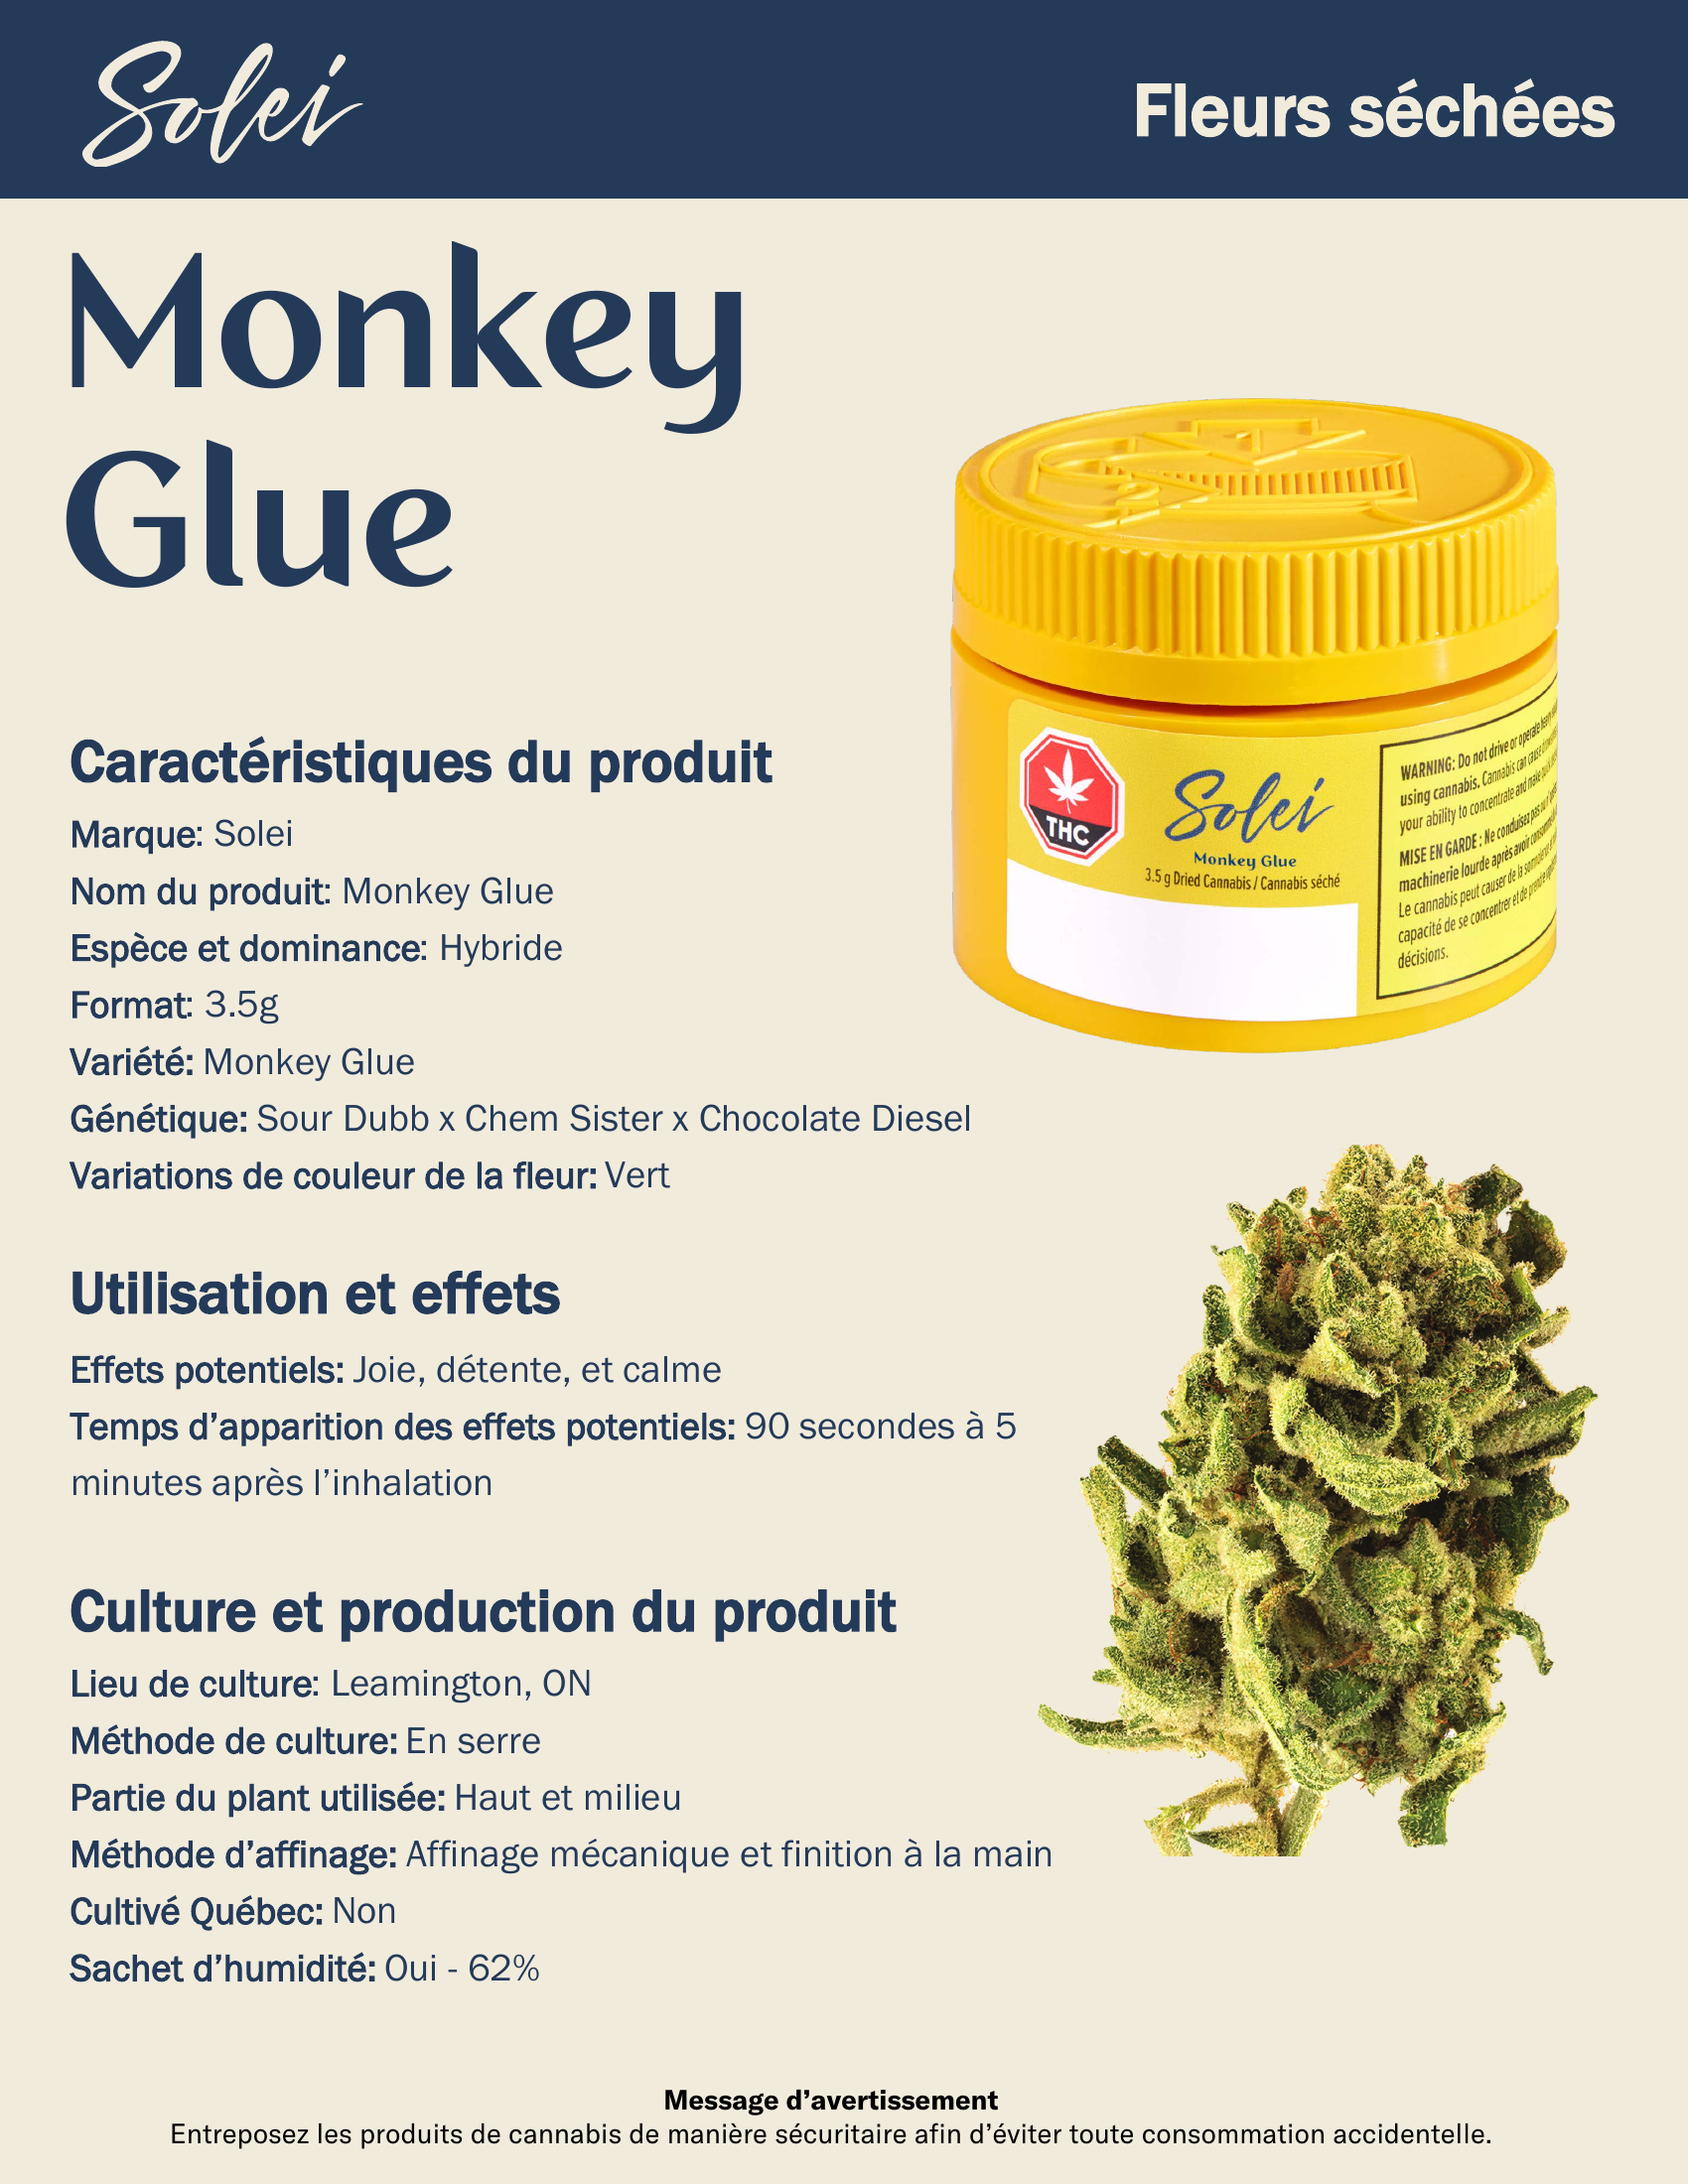 Solei
Fleurs séchées
Monkey
Glue
Caractéristiques du produit
Marque: Solei
Nom du produit: Monkey Glue
Espèce et dominance: Hybride
Format: 3.5g
Variété: Monkey Glue
Génétique: Sour Dubb x Chem Sister x Chocolate Diesel
Variations de couleur de la fleur: Vert
Utilisation et effets
Effets potentiels: Joie, détente, et calme
Temps d’apparition des effets potentiels: 90 secondes à 5
minutes après l’inhalation
Culture et production du produit
Lieu de culture: Leamington, ON
Méthode de culture: En serre
Partie du plant utilisée: Haut et milieu
Méthode d’affinage: Affinage mécanique et finition à la main
Cultivé Québec: Non
Sachet d’humidité: Oui - 62%
THC
Solei
Monkey Glue
3.5 g Dried Cannabis / Cannabis séché
WARNING: Do not drive or operate heavy
using cannabis. Cannabis can cause
your ability to concentrate and make quick
MISE EN GARDE : Ne conduisez pas
machinerie lourde après avoir consommé
Le cannabis peut causer de la somnolence
capacité de se concentrer et de prendre
décisions.
Message d’avertissement
Entreposez les produits de cannabis de manière sécuritaire afin d’éviter toute consommation accidentelle.